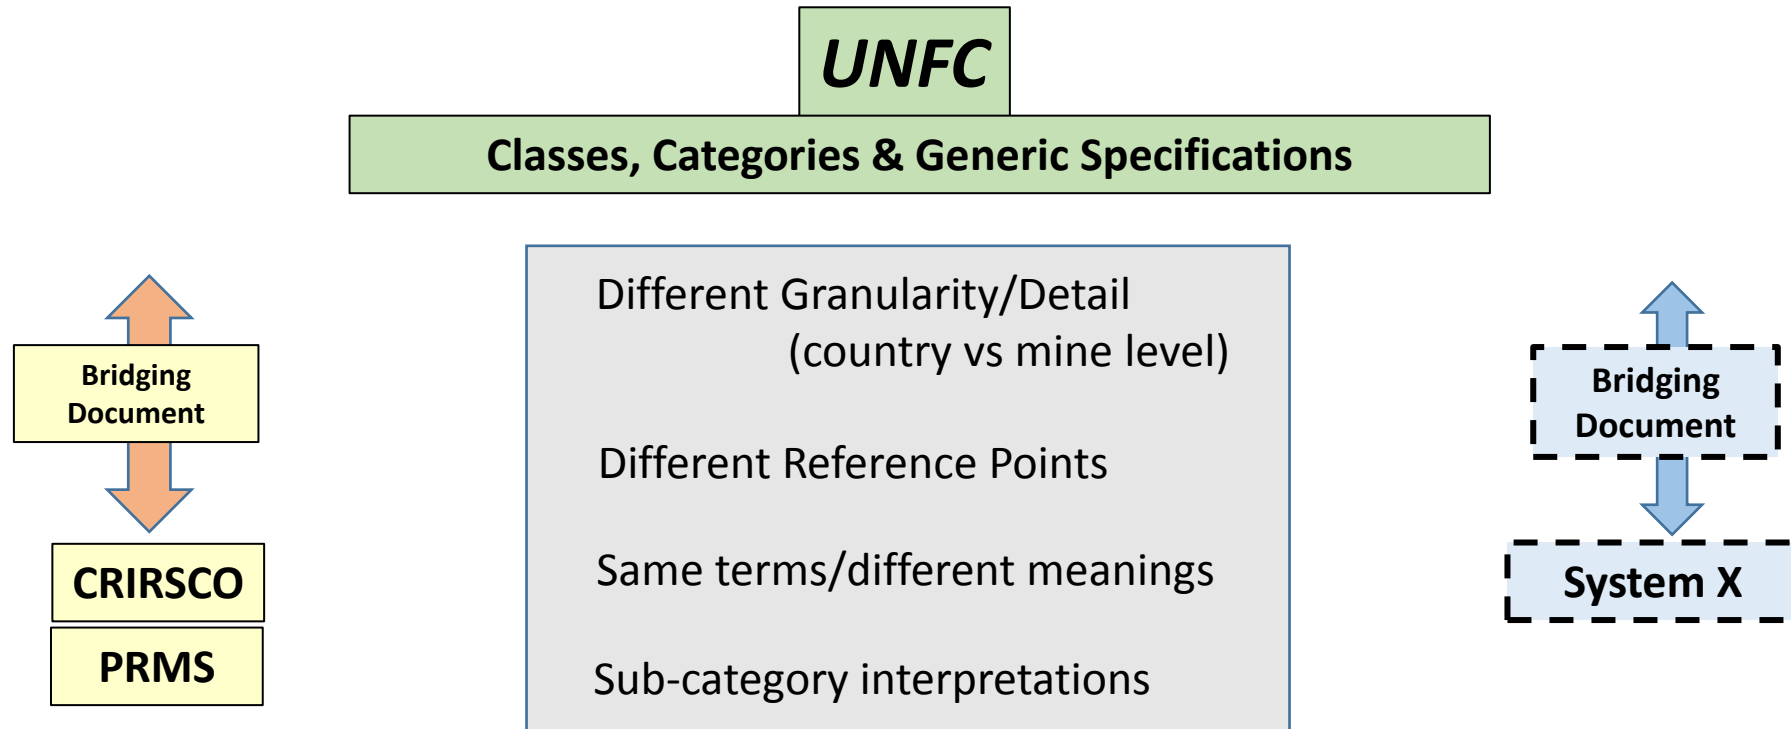 UNFC
Classes, Categories & Generic Specifications
Bridging
Document
CRIRSCO
PRMS
Different Granularity/Detail
(country vs mine level)
Different Reference Points
Same terms/different meanings
Sub-category interpretations
Bridging
Document
System X